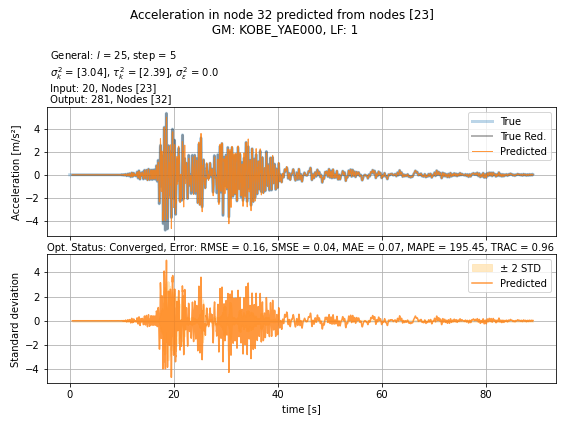 Acceleration in node 32 predicted from nodes [23]
GM: KOBE_YAE000, LF: 1
General: l = 25, step = 5
σ²ₖ = [3.04], τ²ₖ = [2.39], σ²ε = 0.0
Input: 20, Nodes [23]
Output: 281, Nodes [32]
Acceleration [m/s²]
4
2
0
−2
−4
True
True Red.
Predicted
Opt. Status: Converged, Error: RMSE = 0.16, SMSE = 0.04, MAE = 0.07, MAPE = 195.45, TRAC = 0.96
Standard deviation
4
2
0
−2
−4
± 2 STD
Predicted
0
20
40
60
80
time [s]